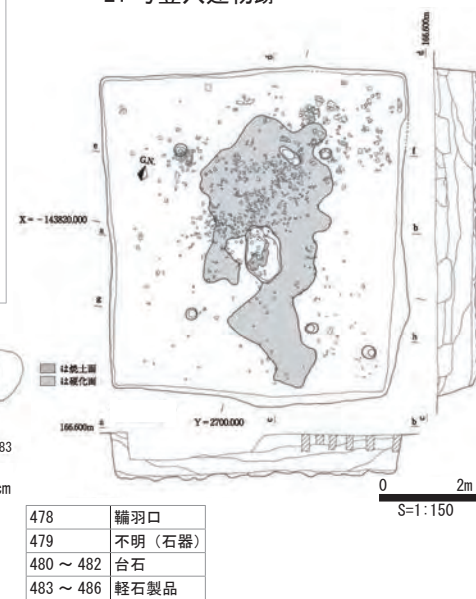 d 166.600m
d
e
f
G.N.
X = -143820.000
a
b
g
h
は焼土面
は硬化面
166.600m a
Y = 2700.000
c
b
c
83
cm
0 2m
S=1:150
478 鞴羽口
479 不明（石器）
480 ～ 482 台石
483 ～ 486 軽石製品